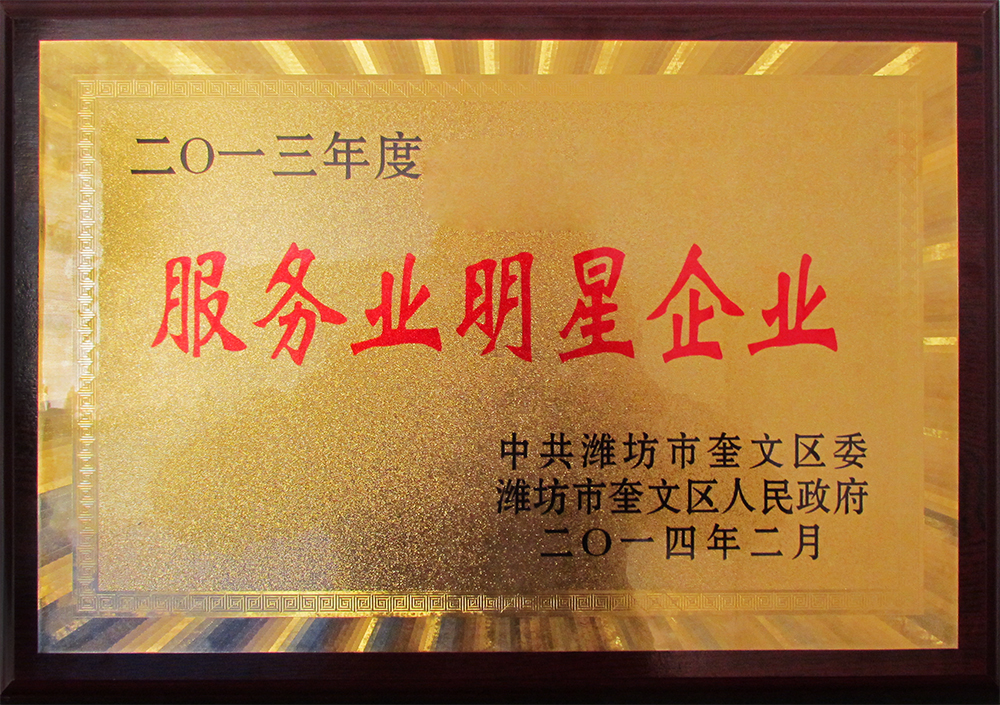 二〇一三年度
服务业明星企业
中共潍坊市奎文区委
潍坊市奎文区人民政府
二〇一四年二月